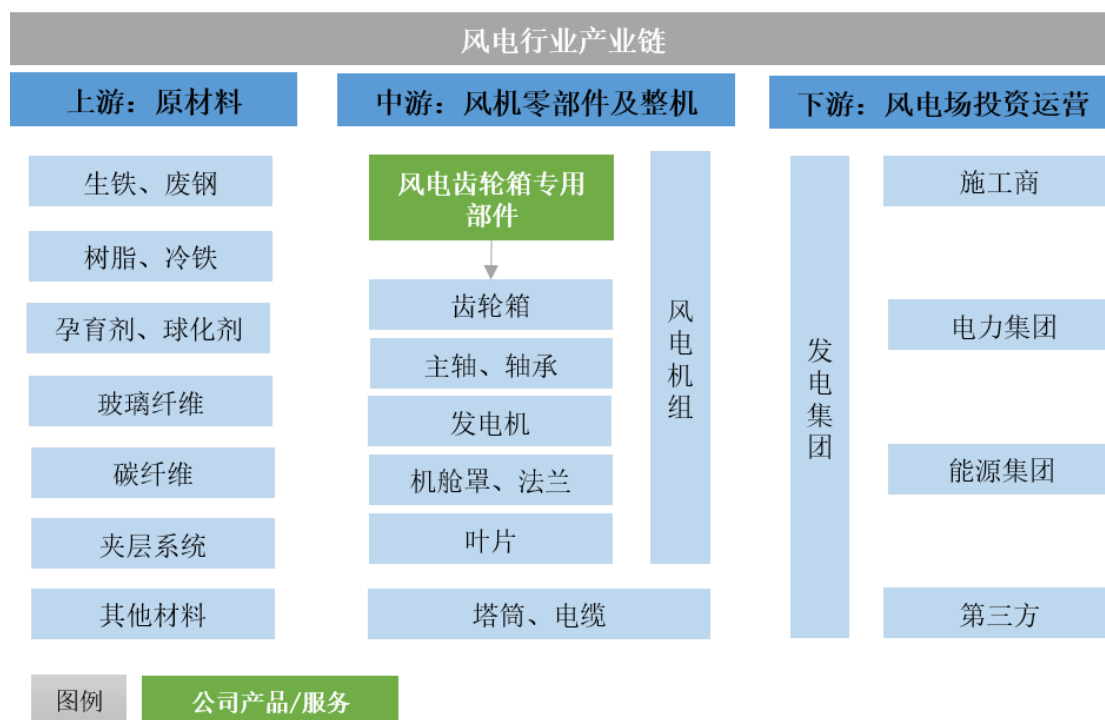 风电行业产业链
上游：原材料
中游：风机零部件及整机
下游：风电场投资运营
生铁、废钢
树脂、冷铁
孕育剂、球化剂
玻璃纤维
碳纤维
夹层系统
其他材料
风电齿轮箱专用
部件
齿轮箱
主轴、轴承
发电机
机舱罩、法兰
叶片
风电机组
塔筒、电缆
发电集团
施工商
电力集团
能源集团
第三方
图例
公司产品/服务